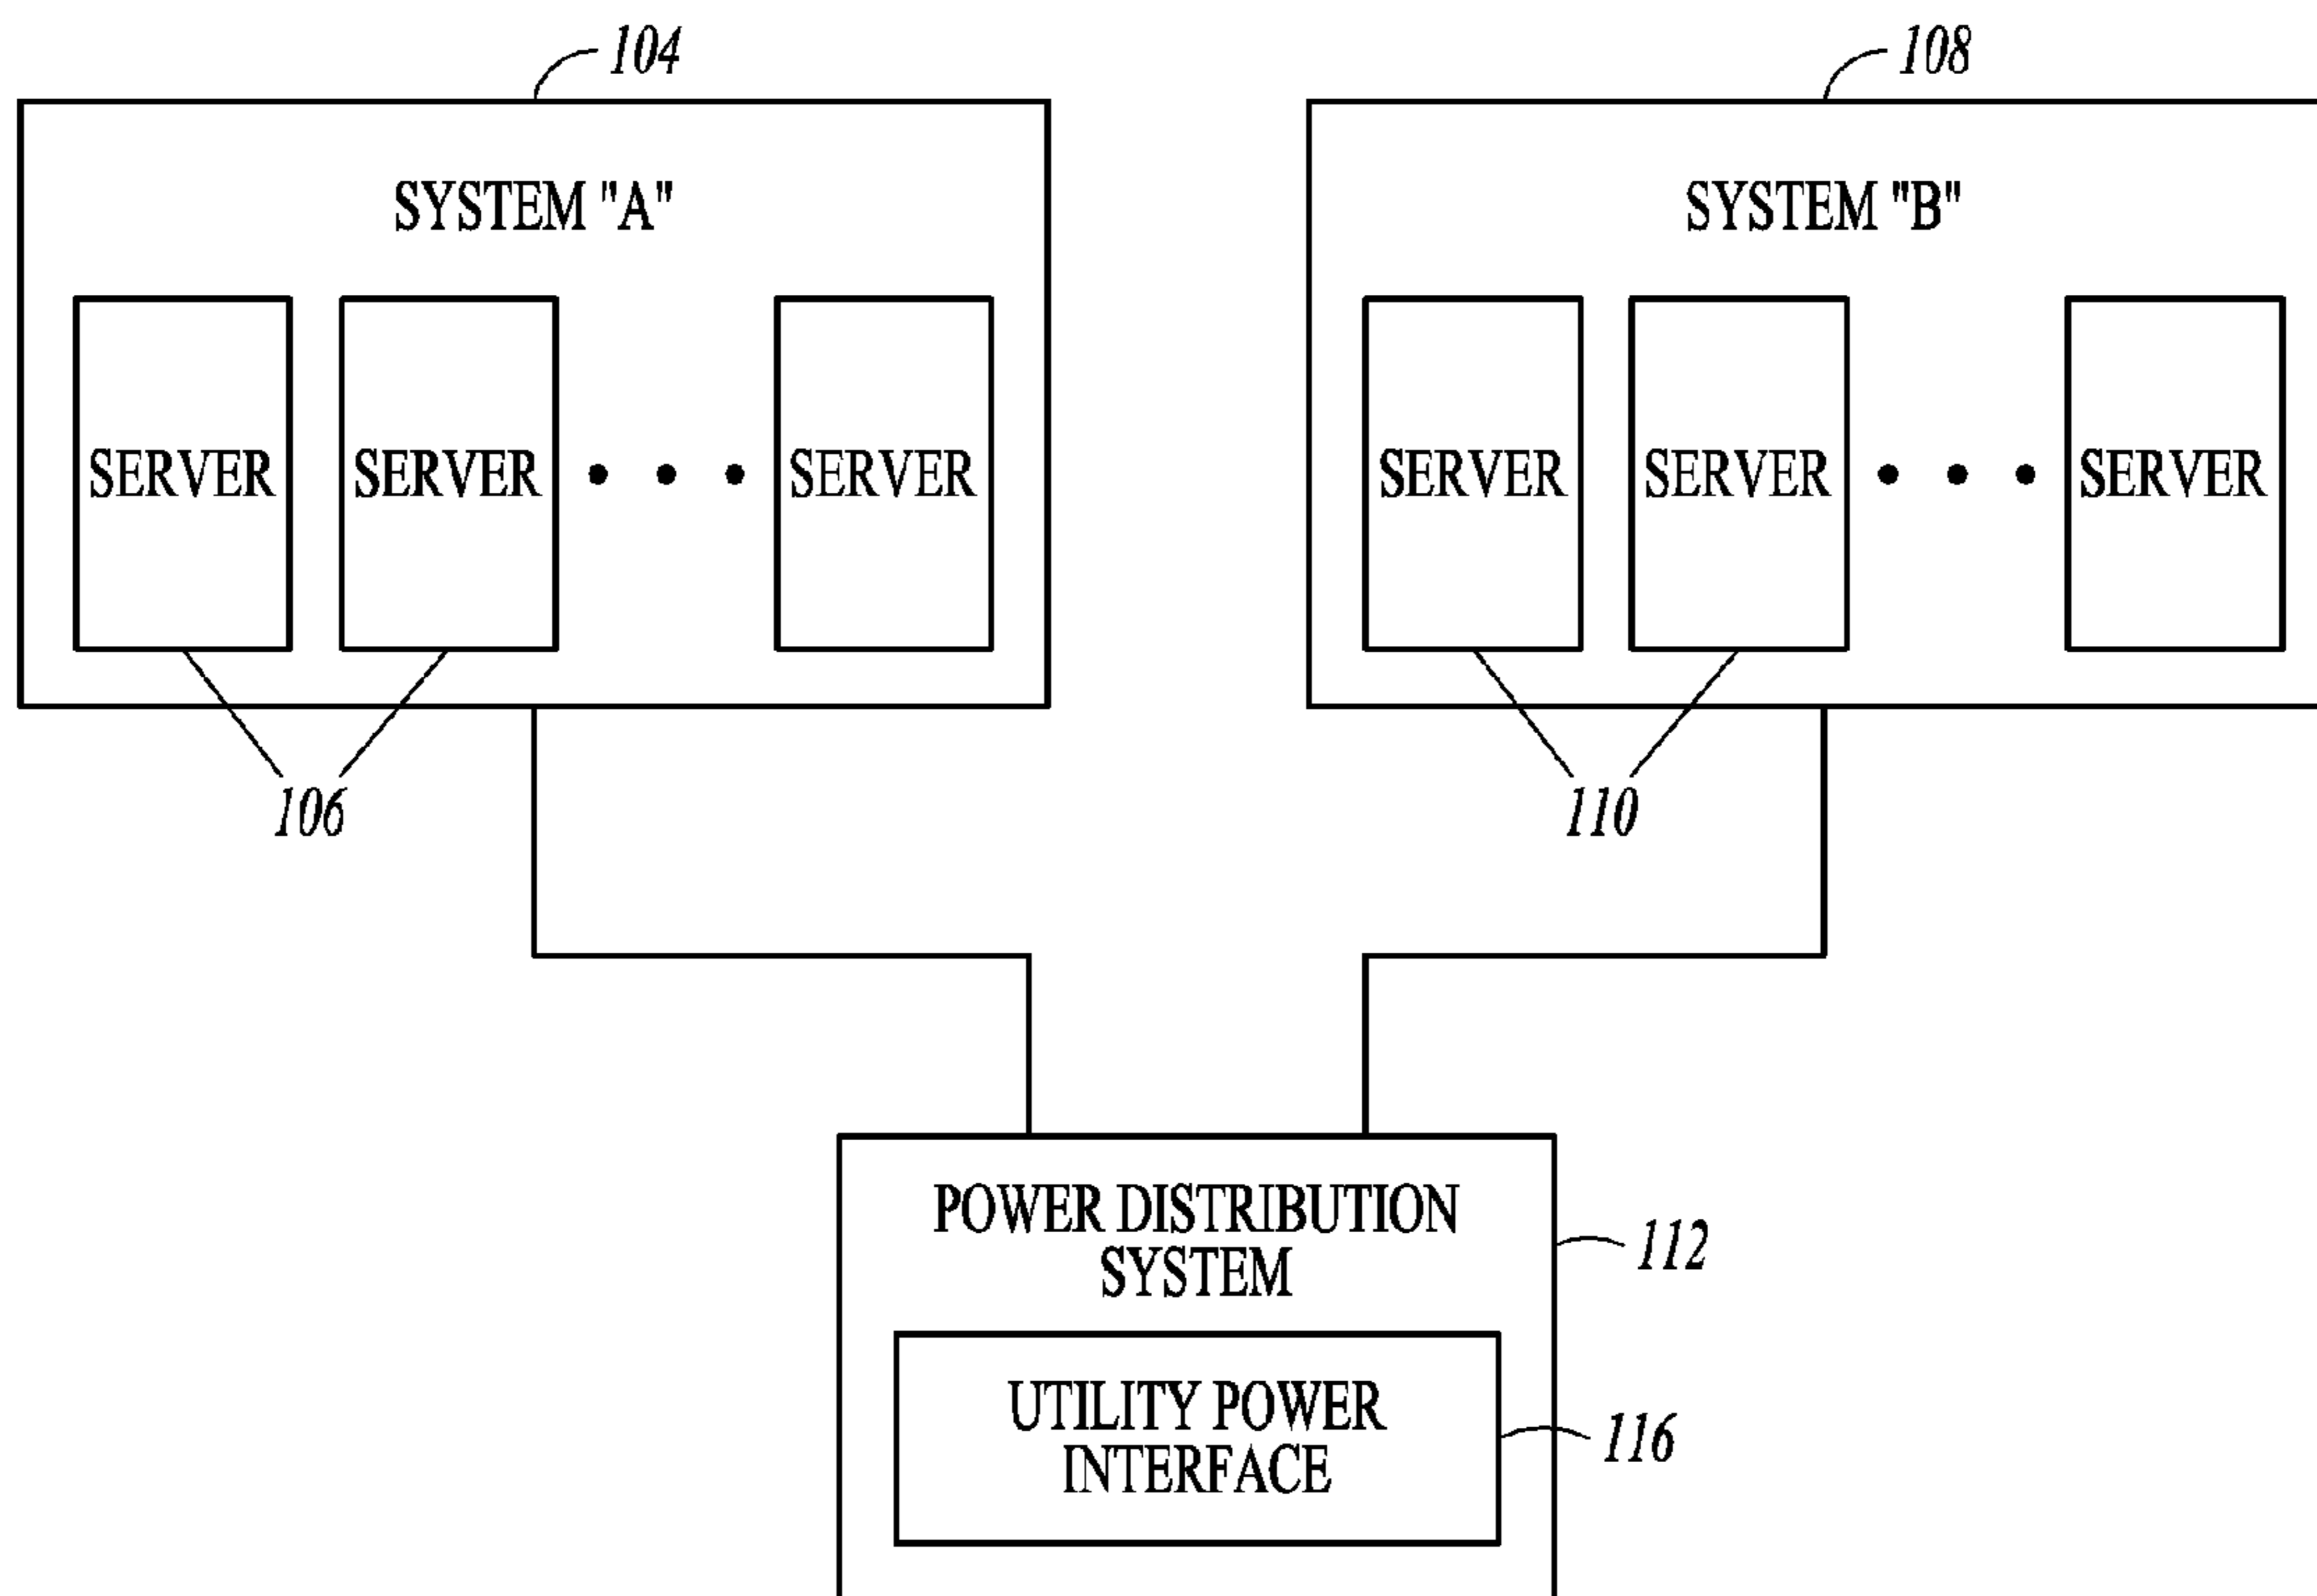 104
108
SYSTEM "A"
SYSTEM "B"
SERVER
SERVER
SERVER
SERVER
SERVER
SERVER
106
110
POWER DISTRIBUTION
SYSTEM
112
UTILITY POWER
INTERFACE
116